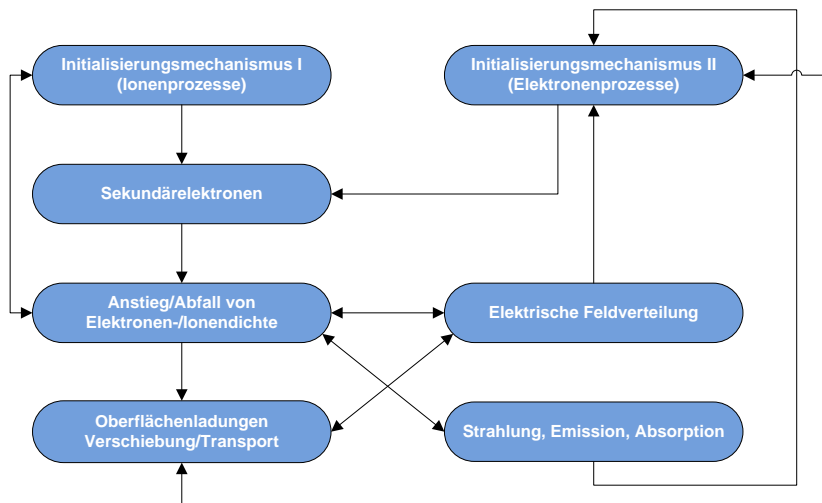 Initialisierungsmechanismus I
(Ionenprozesse)
Initialisierungsmechanismus II
(Elektronenprozesse)
Sekundärelektronen
Anstieg/Abfall von
Elektronen-/Ionendichte
Elektrische Feldverteilung
Oberflächenladungen
Verschiebung/Transport
Strahlung, Emission, Absorption